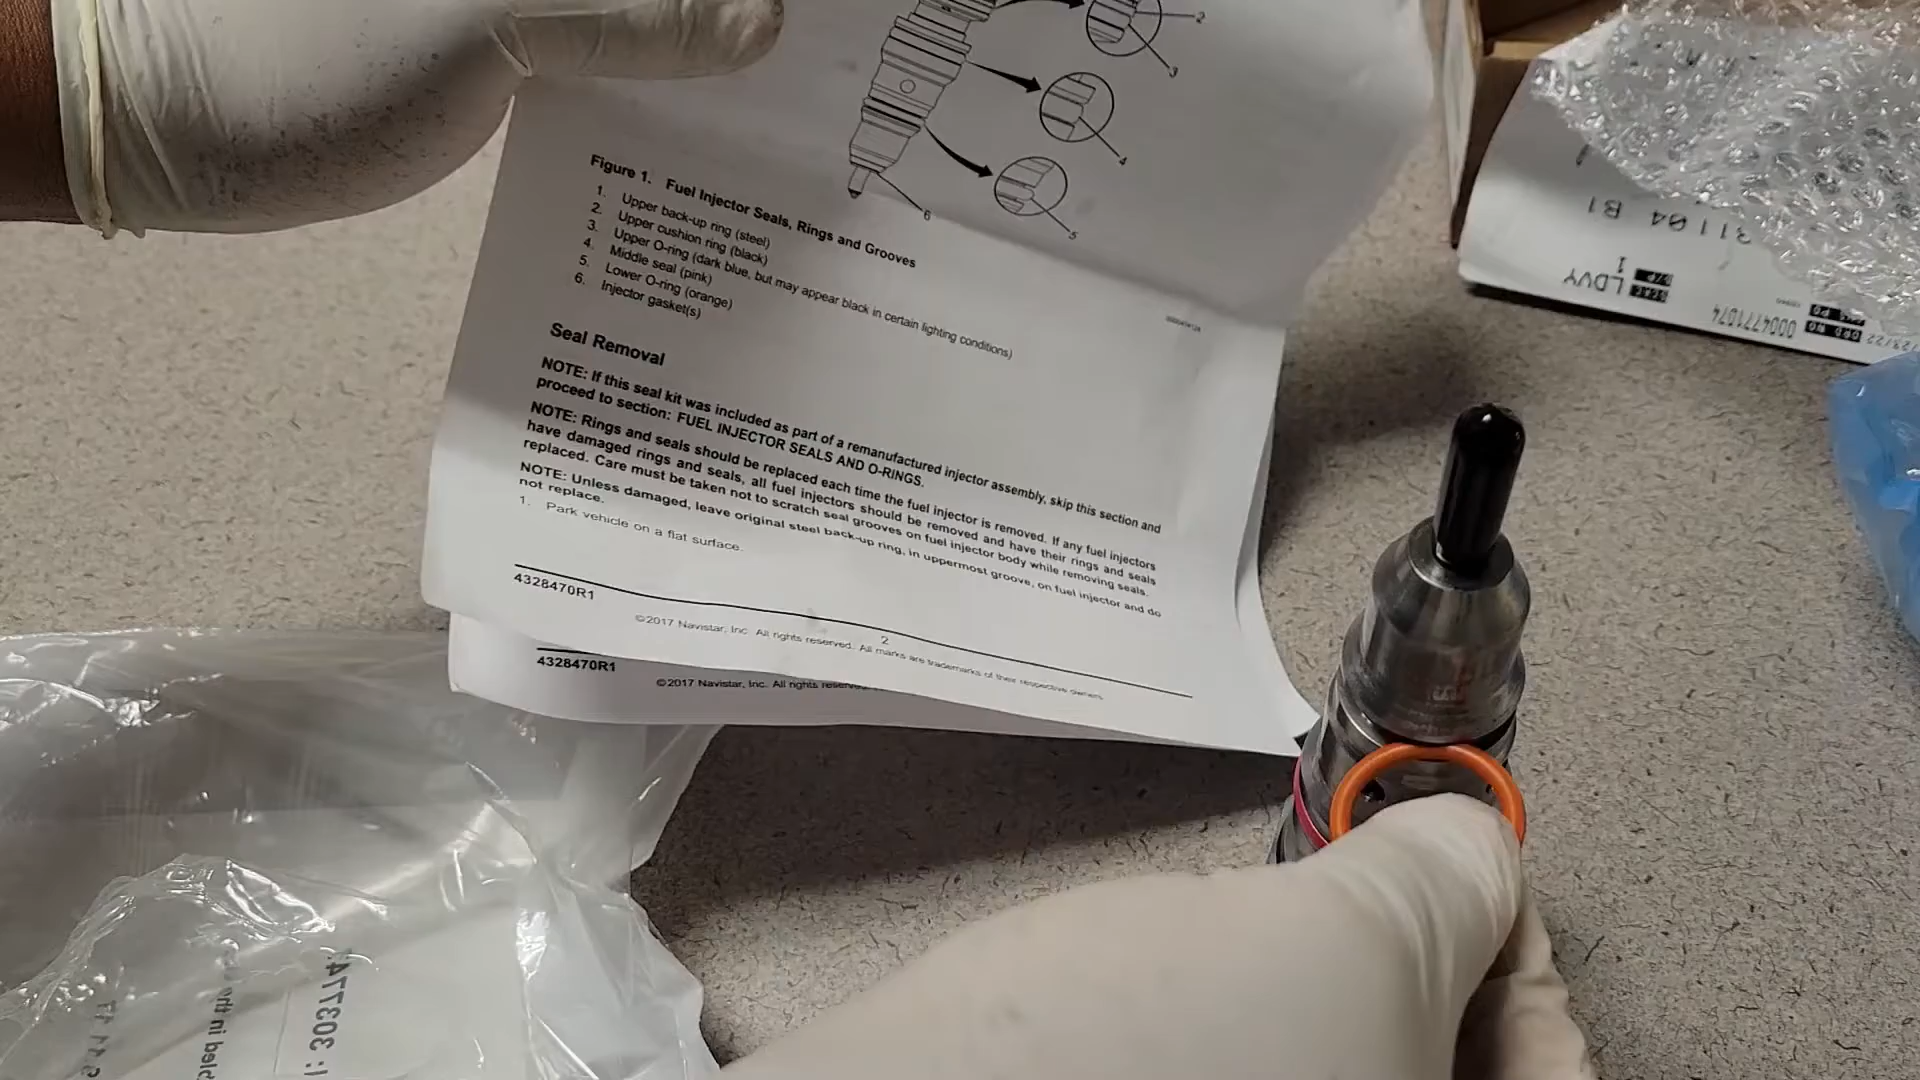 2
3
4
5
6
Figure 1. Fuel Injector Seals, Rings and Grooves
1. Upper back-up ring (steel)
2. Upper cushion ring (black)
3. Upper O-ring (dark blue, but may appear black in certain lighting conditions)
4. Middle seal (pink)
5. Lower O-ring (orange)
6. Injector gasket(s)
Seal Removal
NOTE: If this seal kit was included as part of a remanufactured injector assembly, skip this section and
proceed to section: FUEL INJECTOR SEALS AND O-RINGS.
NOTE: Rings and seals should be replaced each time the fuel injector is removed. If any fuel injectors
have damaged rings and seals, all fuel injectors should be removed and have their rings and seals
replaced. Care must be taken not to scratch seal grooves on fuel injector body while removing seals.
NOTE: Unless damaged, leave original steel back-up ring, in uppermost groove, on fuel injector and do
not replace.
1. Park vehicle on a flat surface.
4328470R1
2
©2017 Navistar, Inc. All rights reserved. All marks are trademarks of their respective owners.
4328470R1
©2017 Navistar, Inc. All rights
31104 B1
LDVY
1
0004771074
: 303774